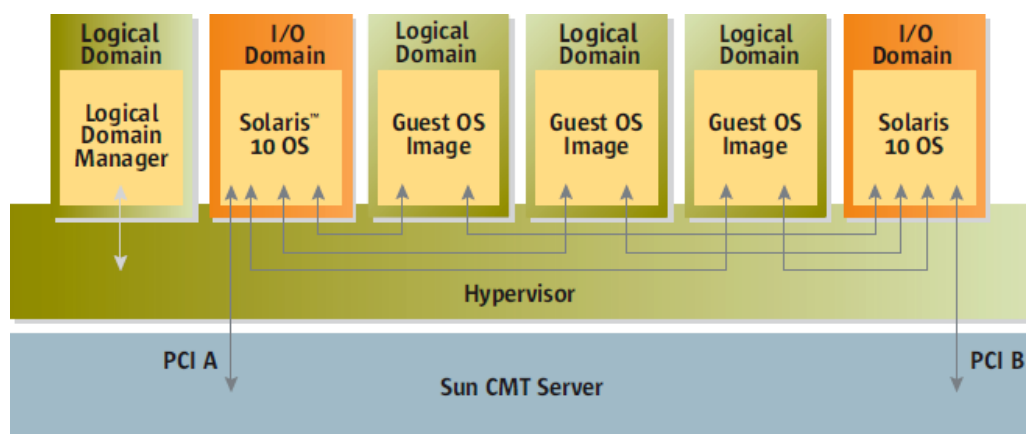 Logical
Domain
Logical
Domain
Manager
I/O
Domain
Solaris™
10 OS
Logical
Domain
Guest OS
Image
Logical
Domain
Guest OS
Image
Logical
Domain
Guest OS
Image
I/O
Domain
Solaris
10 OS
Hypervisor
PCI A
PCI B
Sun CMT Server